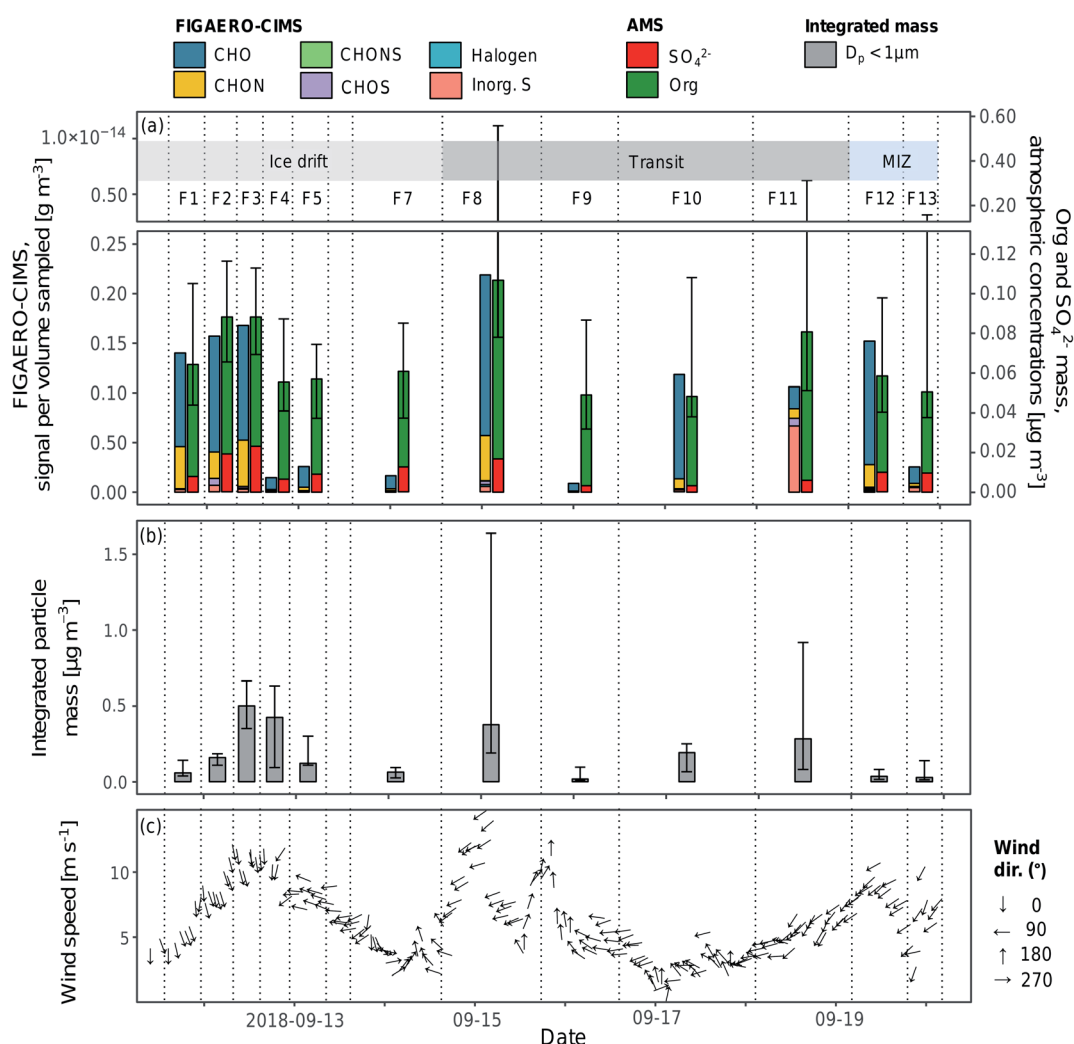 FIGAERO-CIMS AMS Integrated mass
CHO CHONS Halogen SO₄²⁻ Dₚ < 1μm
CHON CHOS Inorg. S Org
(a)
1.0×10⁻¹⁴
0.50
0.60
0.40
0.20
Ice drift Transit MIZ
F1 F2 F3 F4 F5 F7 F8 F9 F10 F11 F12 F13
0.25
0.20
0.15
0.10
0.50
0.00
0.12
0.10
0.08
0.06
0.04
0.02
0.00
FIGAERO-CIMS,
signal per volume sampled [g m⁻³]
Org and SO₄²⁻ mass,
atmospheric concentrations [μg m⁻³]
(b)
1.5
1.0
0.5
0.0
Integrated particle
mass [μg m⁻³]
(c)
10
5
Wind speed [m s⁻¹]
Wind
dir. (°)
↓ 0
← 90
↑ 180
→ 270
2018-09-13 09-15 09-17 09-19
Date